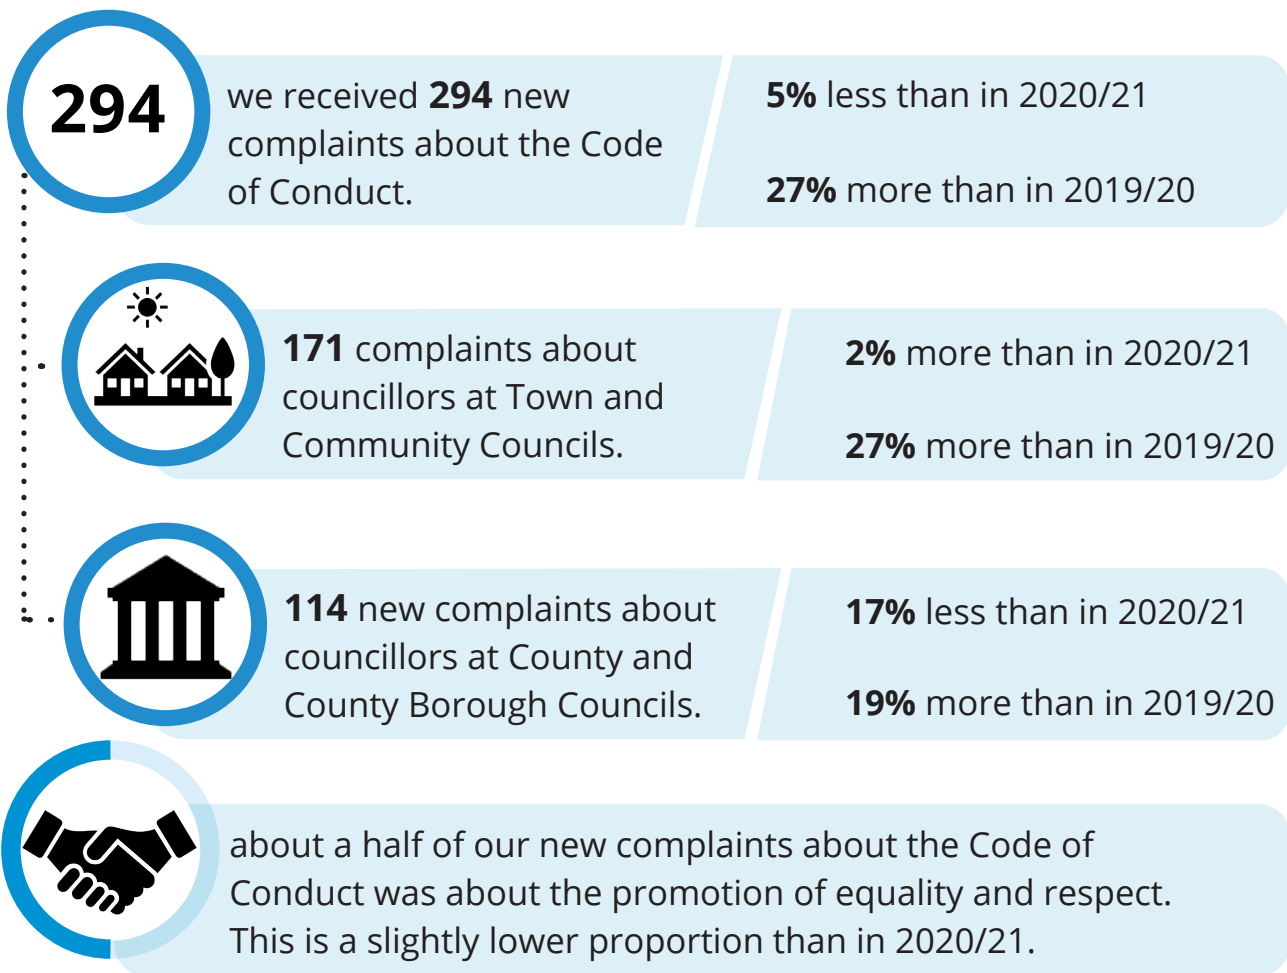 294
we received 294 new
complaints about the Code
of Conduct.
5% less than in 2020/21
27% more than in 2019/20
171 complaints about
councillors at Town and
Community Councils.
2% more than in 2020/21
27% more than in 2019/20
114 new complaints about
councillors at County and
County Borough Councils.
17% less than in 2020/21
19% more than in 2019/20
about a half of our new complaints about the Code of
Conduct was about the promotion of equality and respect.
This is a slightly lower proportion than in 2020/21.